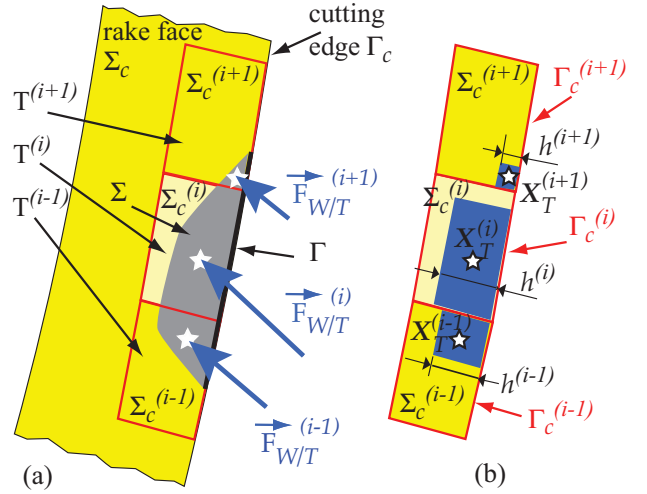 rake face
Σc
cutting
edge Γc
Σc(i+1)
T(i+1)
T(i)
T(i-1)
Σ
Σc(i)
F W/T (i+1)
Γ
F W/T (i)
Σc(i-1)
F W/T (i-1)
(a)
Σc(i+1)
Γc(i+1)
h(i+1)
XT(i+1)
Σc(i)
XT(i)
Γc(i)
h(i)
XT(i-1)
h(i-1)
Σc(i-1)
Γc(i-1)
(b)